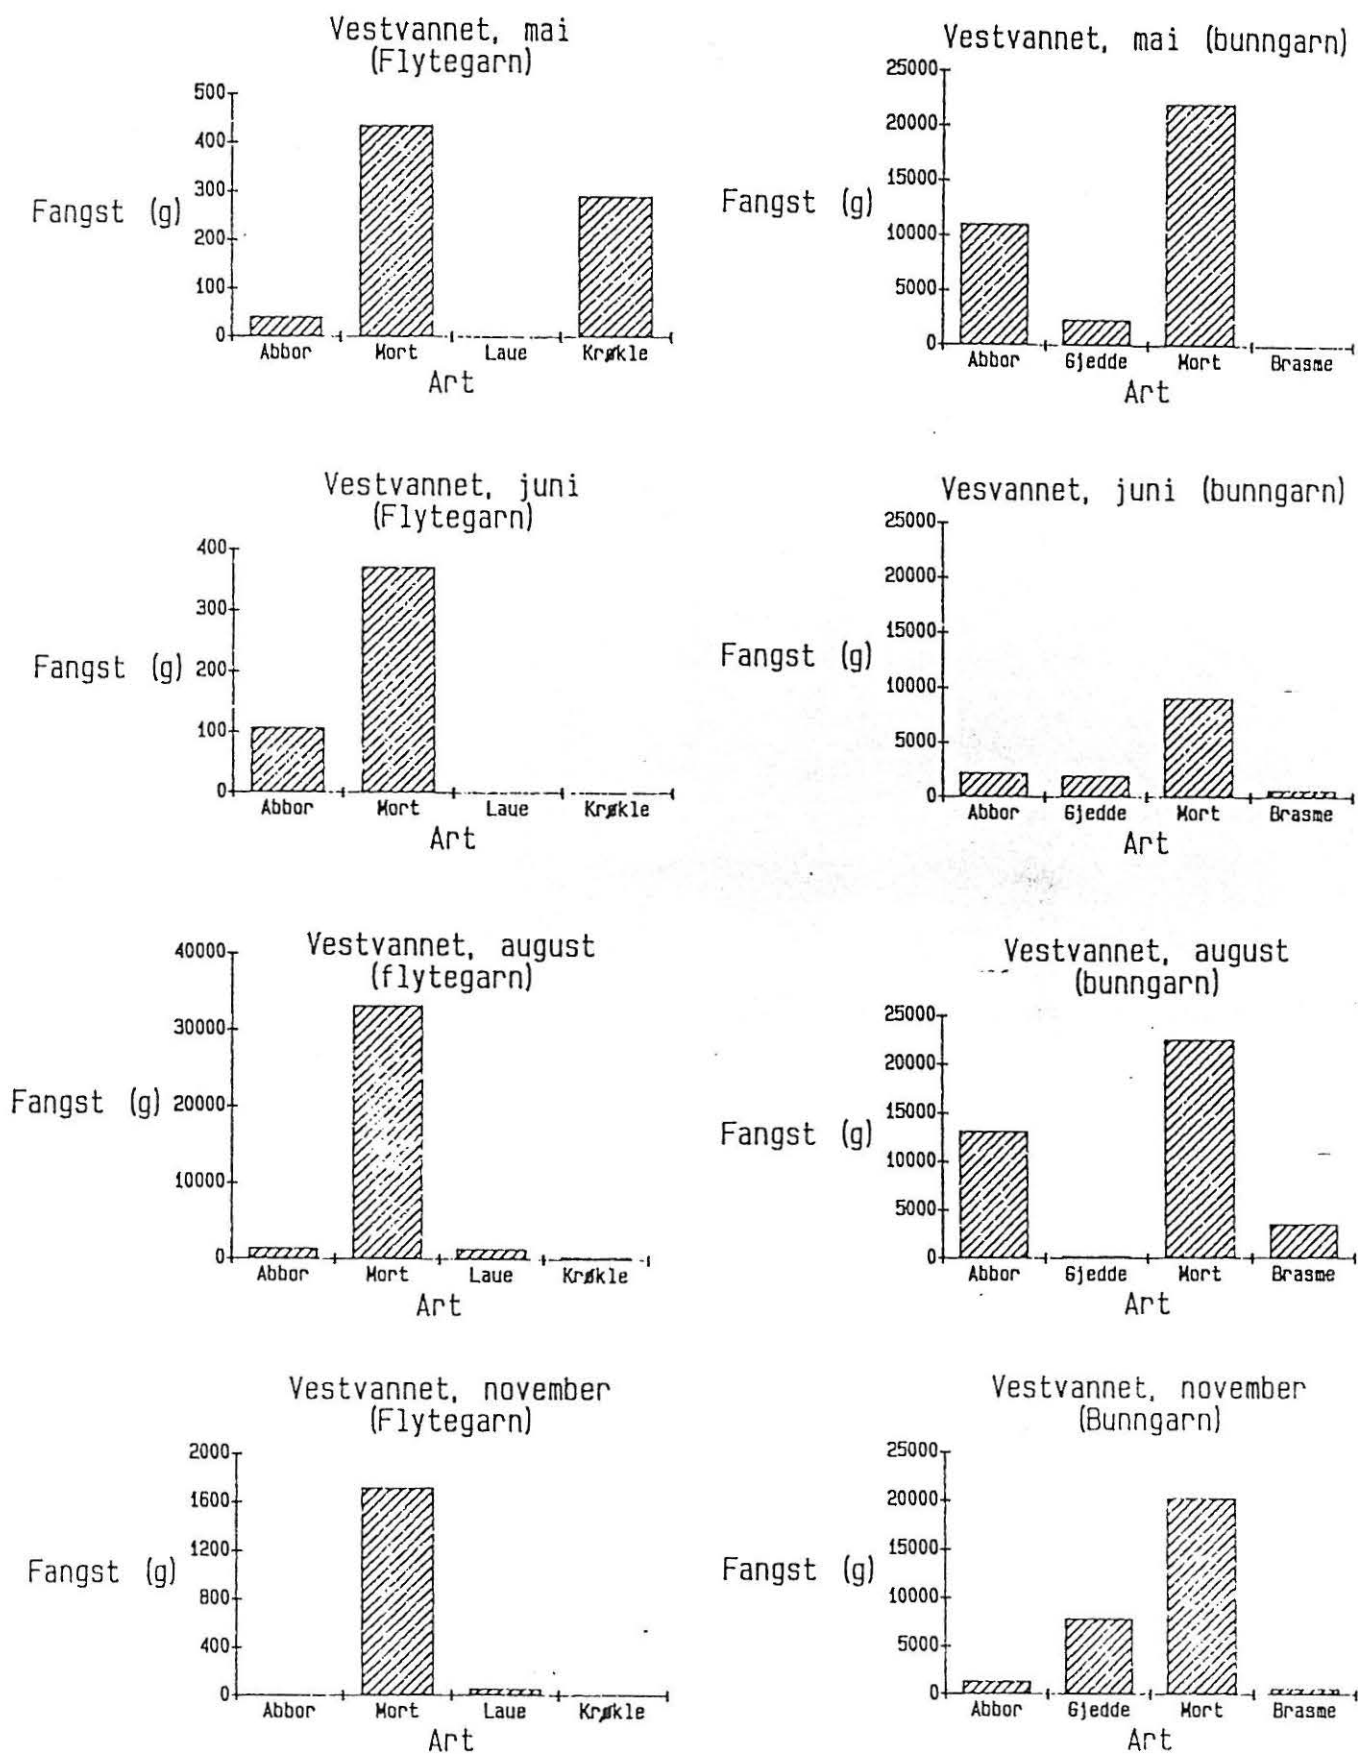 Vestvannet, mai
(Flytegarn)
500
400
300
200
100
0
Fangst (g)
Abbor Mort Laue Krøkle
Art
Vestvannet, mai (bunngarn)
25000
20000
15000
10000
5000
0
Fangst (g)
Abbor Gjedde Mort Brasme
Art
Vestvannet, juni
(Flytegarn)
400
300
200
100
0
Fangst (g)
Abbor Mort Laue Krøkle
Art
Vesvannet, juni (bunngarn)
25000
20000
15000
10000
5000
0
Fangst (g)
Abbor Gjedde Mort Brasme
Art
Vestvannet, august
(flytegarn)
40000
30000
20000
10000
0
Fangst (g)
Abbor Mort Laue Krøkle
Art
Vestvannet, august
(bunngarn)
25000
20000
15000
10000
5000
0
Fangst (g)
Abbor Gjedde Mort Brasme
Art
Vestvannet, november
(Flytegarn)
2000
1600
1200
800
400
0
Fangst (g)
Abbor Mort Laue Krøkle
Art
Vestvannet, november
(Bunngarn)
25000
20000
15000
10000
5000
0
Fangst (g)
Abbor Gjedde Mort Brasme
Art